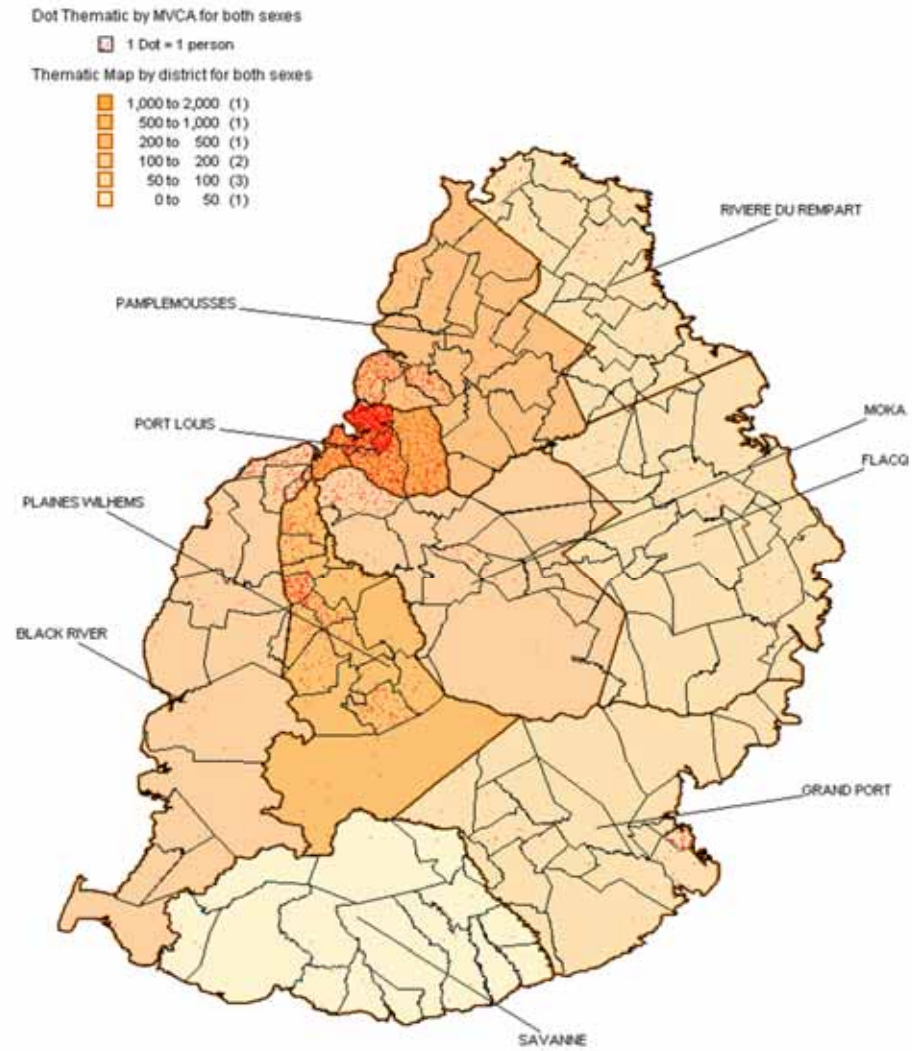 Dot Thematic by MVCA for both sexes
1 Dot = 1 person
Thematic Map by district for both sexes
1,000 to 2,000 (1)
500 to 1,000 (1)
200 to 500 (1)
100 to 200 (2)
50 to 100 (3)
0 to 50 (1)
RIVIERE DU REMPART
PAMPLEMOUSSES
MOKA
PORT LOUIS
FLACQ
PLAINES WILHEMS
BLACK RIVER
GRAND PORT
SAVANNE